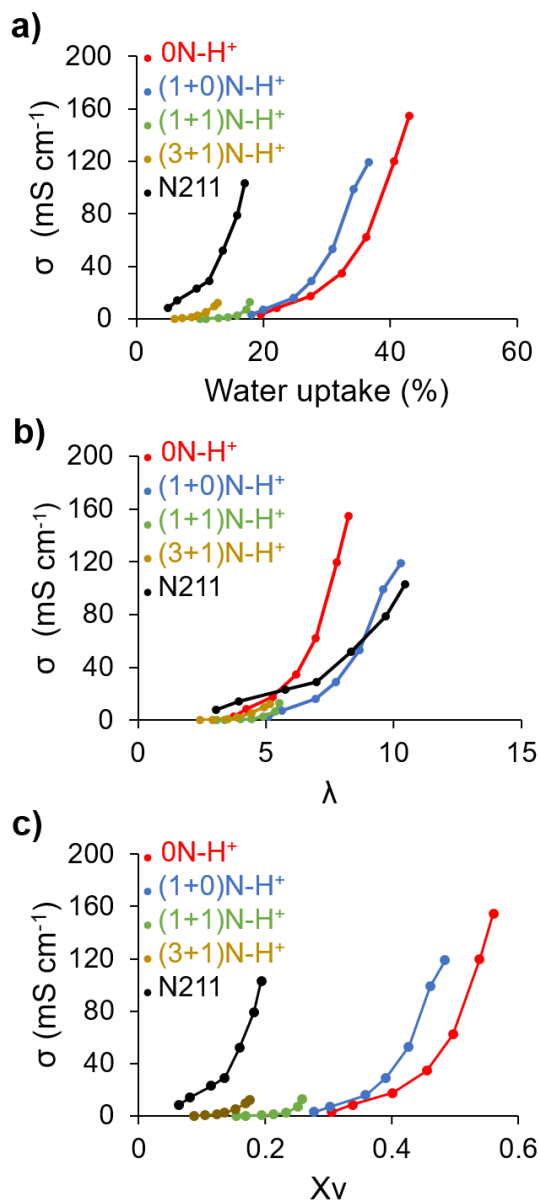 a)
200
160
120
80
40
0
σ (mS cm⁻¹)
0N-H⁺
(1+0)N-H⁺
(1+1)N-H⁺
(3+1)N-H⁺
N211
0 20 40 60
Water uptake (%)
b)
200
160
120
80
40
0
σ (mS cm⁻¹)
0N-H⁺
(1+0)N-H⁺
(1+1)N-H⁺
(3+1)N-H⁺
N211
0 5 10 15
λ
c)
200
160
120
80
40
0
σ (mS cm⁻¹)
0N-H⁺
(1+0)N-H⁺
(1+1)N-H⁺
(3+1)N-H⁺
N211
0 0.2 0.4 0.6
Xv